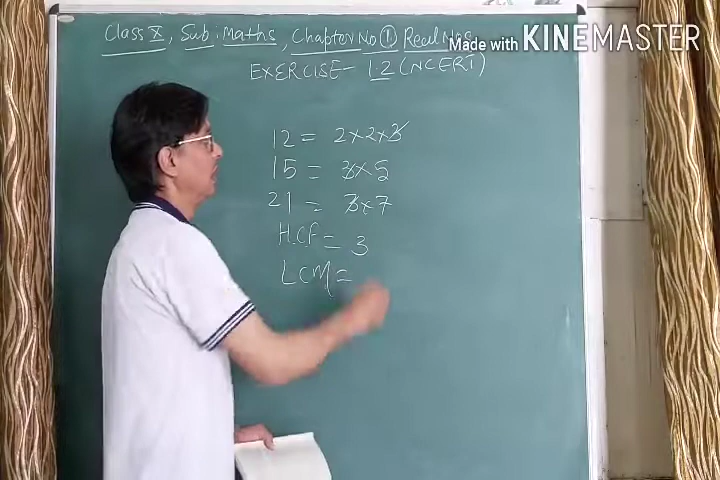 Class X, Sub: Maths, Chapter No ① Real Nos
Made with KINEMASTER
EXERCISE - 1.2 (NCERT)
12 = 2×2×3
15 = 3×5
21 = 3×7
H.C.F = 3
LCM =